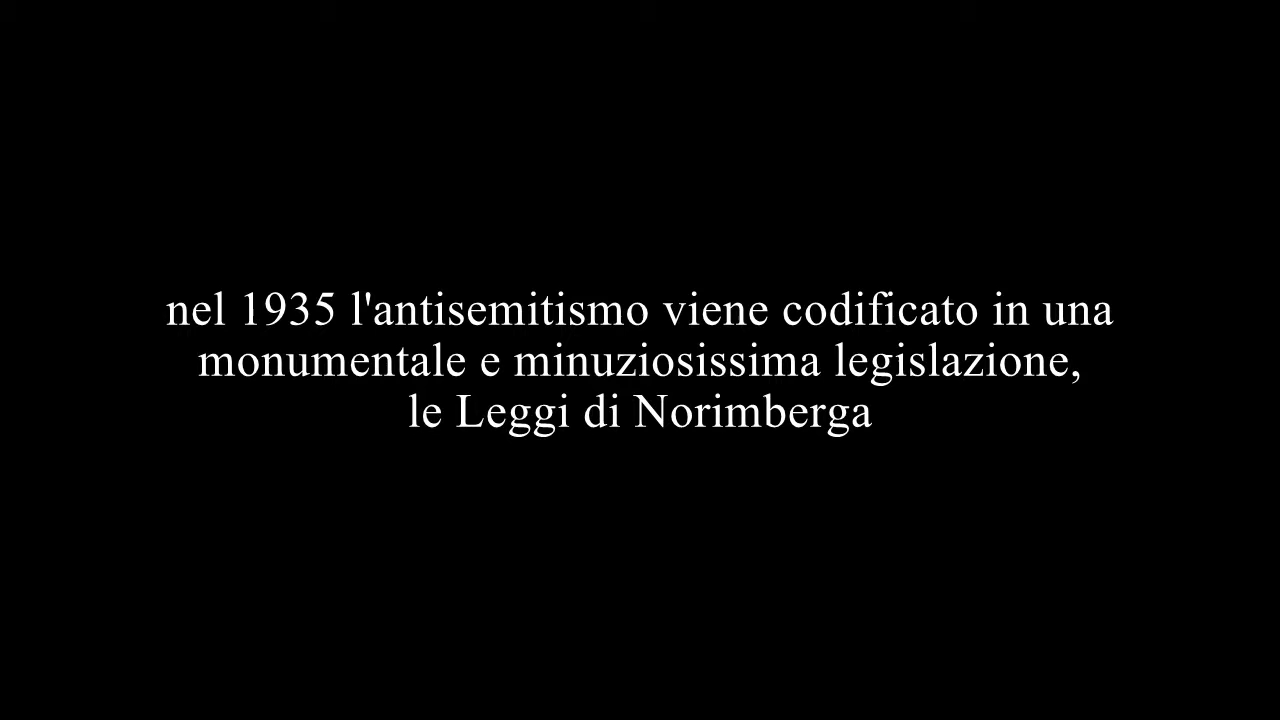 nel 1935 l'antisemitismo viene codificato in una
monumentale e minuziosissima legislazione,
le Leggi di Norimberga